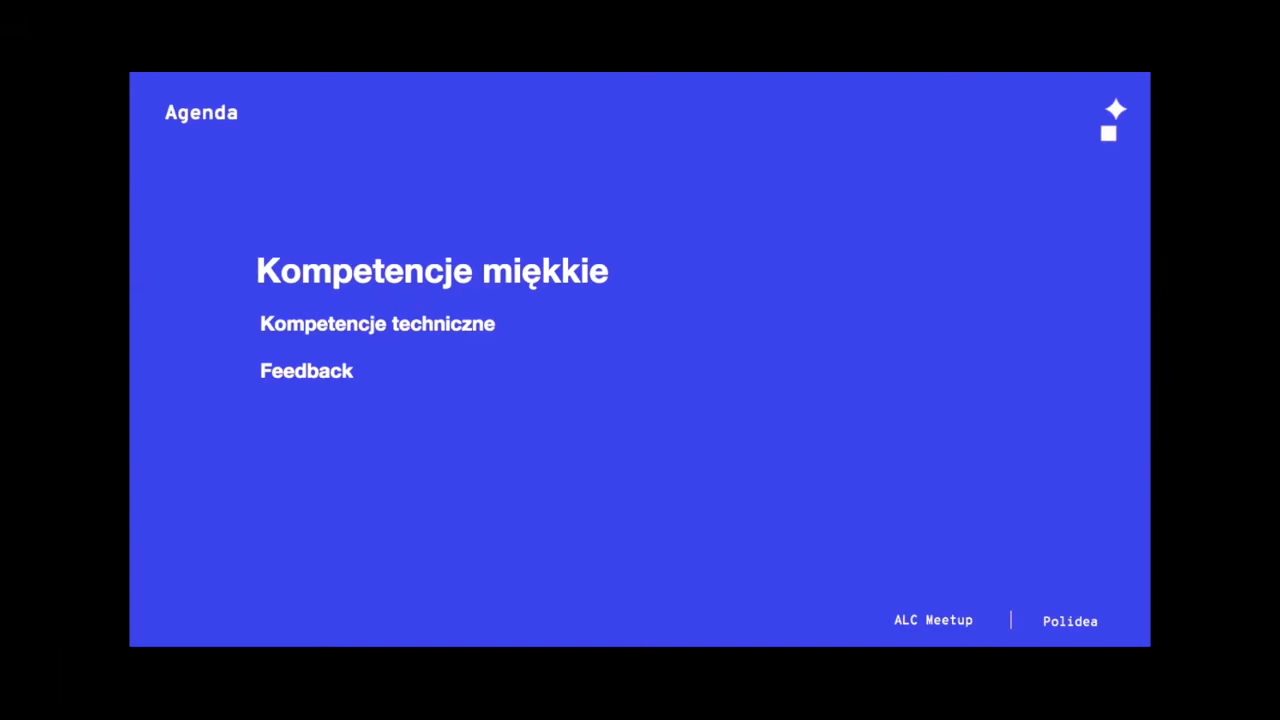 Agenda
Kompetencje miękkie
Kompetencje techniczne
Feedback
ALC Meetup
Polidea